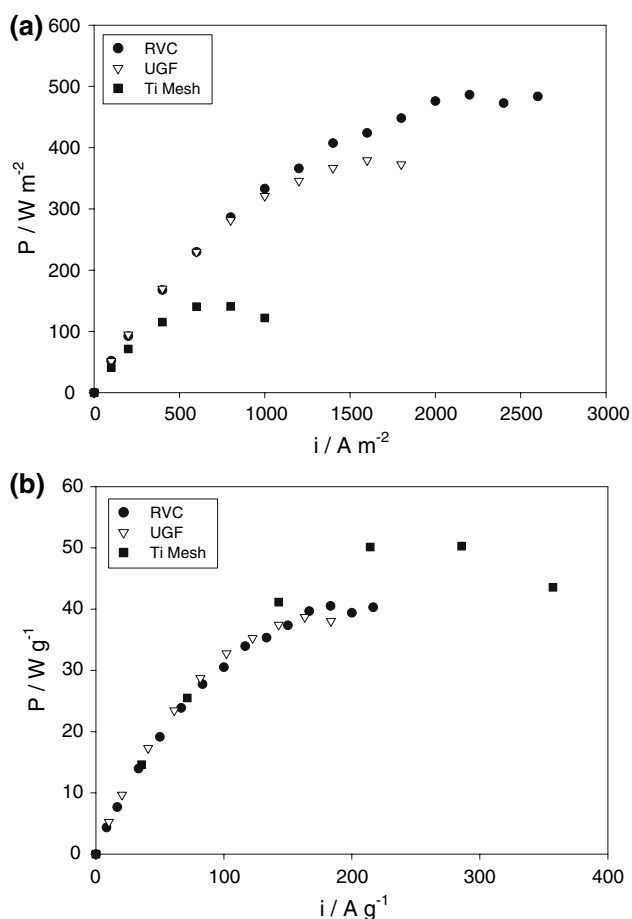 (a)
600
500
400
300
200
100
0
P / W m-2
RVC
UGF
Ti Mesh
0 500 1000 1500 2000 2500 3000
i / A m-2
(b)
60
50
40
30
20
10
0
P / W g-1
RVC
UGF
Ti Mesh
0 100 200 300 400
i / A g-1